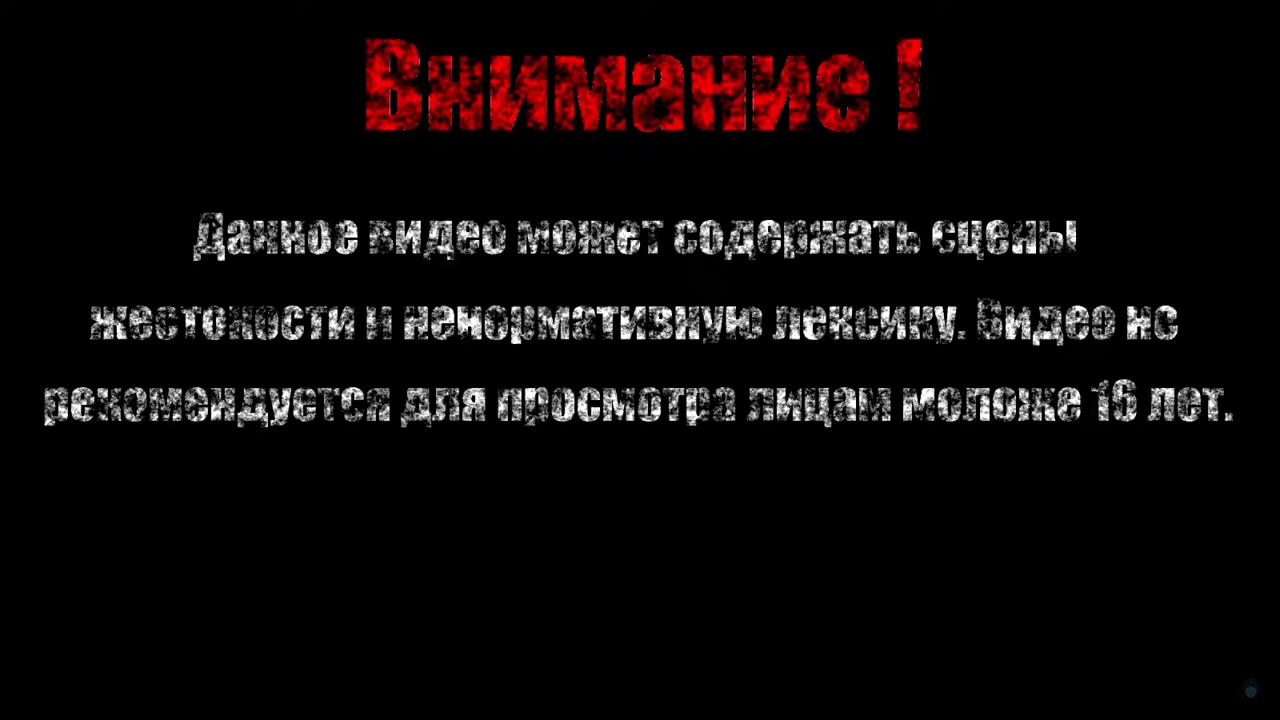 Внимание !
Данное видео может содержать сцены
жестокости и ненормативную лексику. Видео не
рекомендуется для просмотра лицам моложе 16 лет.